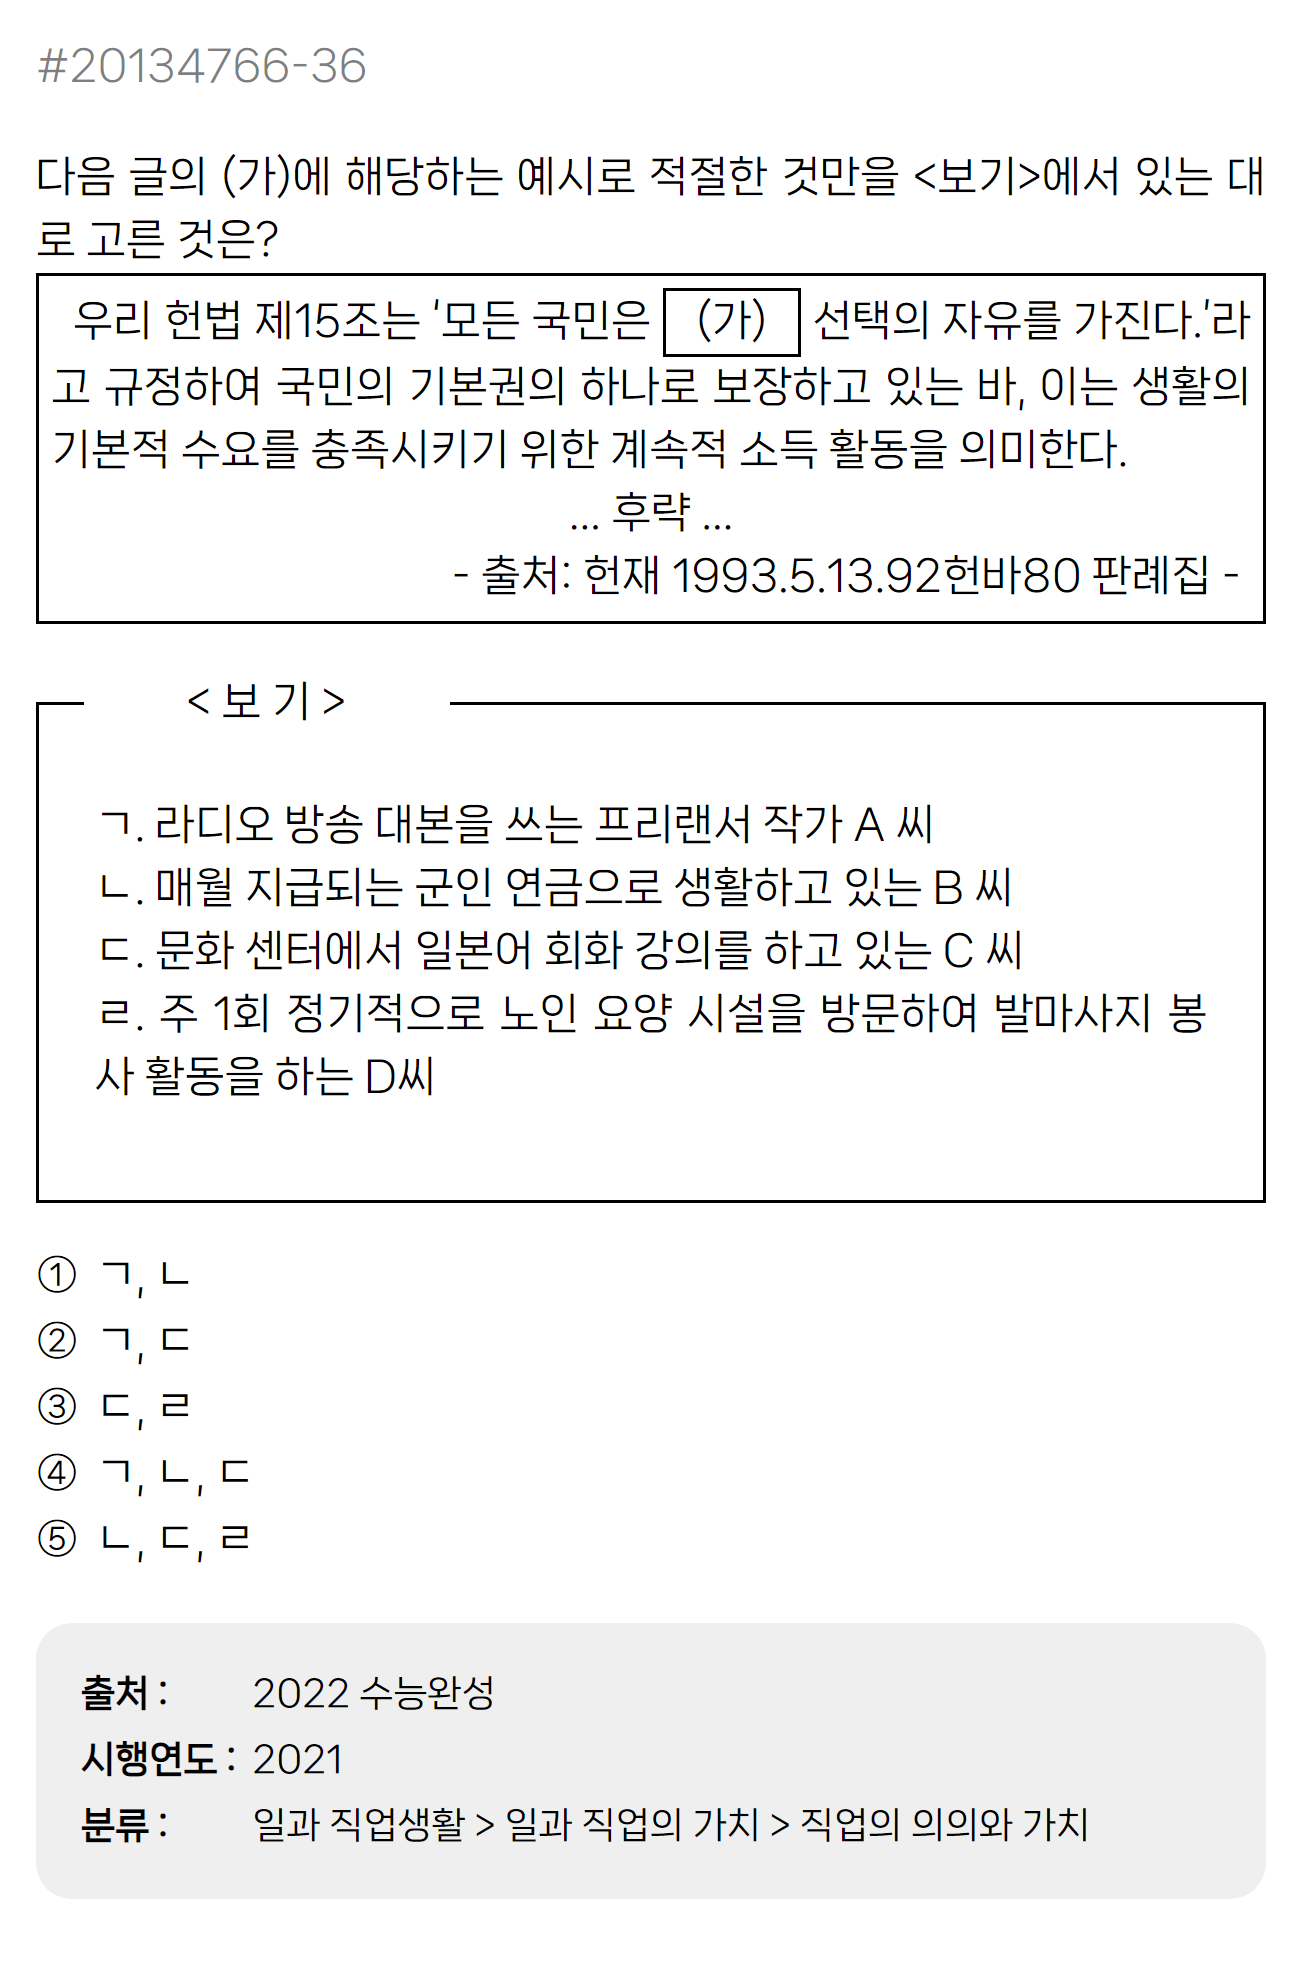 #20134766-36
다음 글의 (가)에 해당하는 예시로 적절한 것만을 <보기>에서 있는 대
로 고른 것은?
우리 헌법 제15조는 ‘모든 국민은 (가) 선택의 자유를 가진다.’라
고 규정하여 국민의 기본권의 하나로 보장하고 있는 바, 이는 생활의
기본적 수요를 충족시키기 위한 계속적 소득 활동을 의미한다.
... 후략 ...
- 출처: 헌재 1993.5.13.92헌바80 판례집 -
< 보 기 >
ㄱ. 라디오 방송 대본을 쓰는 프리랜서 작가 A 씨
ㄴ. 매월 지급되는 군인 연금으로 생활하고 있는 B 씨
ㄷ. 문화 센터에서 일본어 회화 강의를 하고 있는 C 씨
ㄹ. 주 1회 정기적으로 노인 요양 시설을 방문하여 발마사지 봉
사 활동을 하는 D씨
① ㄱ, ㄴ
② ㄱ, ㄷ
③ ㄷ, ㄹ
④ ㄱ, ㄴ, ㄷ
⑤ ㄴ, ㄷ, ㄹ
출처 : 2022 수능완성
시행연도 : 2021
분류 : 일과 직업생활 > 일과 직업의 가치 > 직업의 의의와 가치